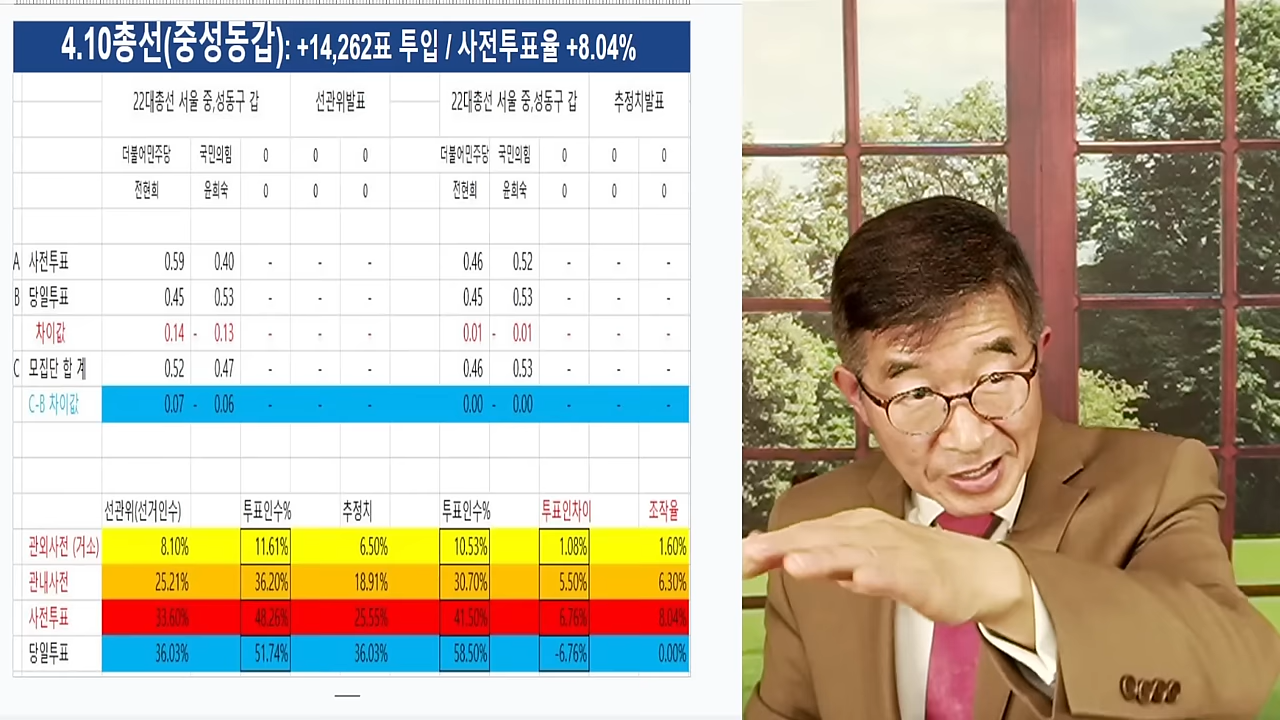 4.10총선(중성동갑): +14,262표 투입 / 사전투표율 +8.04%
22대총선 서울 중,성동구 갑 선관위발표 22대총선 서울 중,성동구 갑 추정치발표
더불어민주당 국민의힘 0 0 0 더불어민주당 국민의힘 0 0 0
전현희 윤희숙 0 0 0 전현희 윤희숙 0 0 0
A 사전투표 0.59 0.40 - - - 0.46 0.52 - - -
B 당일투표 0.45 0.53 - - - 0.45 0.53 - - -
차이값 0.14 - 0.13 - - - 0.01 - 0.01 - - -
C 모집단 합 계 0.52 0.47 - - - 0.46 0.53 - - -
C-B 차이값 0.07 - 0.06 - - - 0.00 - 0.00 - - -
선관위(선거인수) 투표인수% 추정치 투표인수% 투표인차이 조작율
관외사전 (거소) 8.10% 11.61% 6.50% 10.53% 1.08% 1.60%
관내사전 25.21% 36.20% 18.91% 30.70% 5.50% 6.30%
사전투표 33.60% 48.26% 25.55% 41.50% 6.76% 8.04%
당일투표 36.03% 51.74% 36.03% 58.50% -6.76% 0.00%